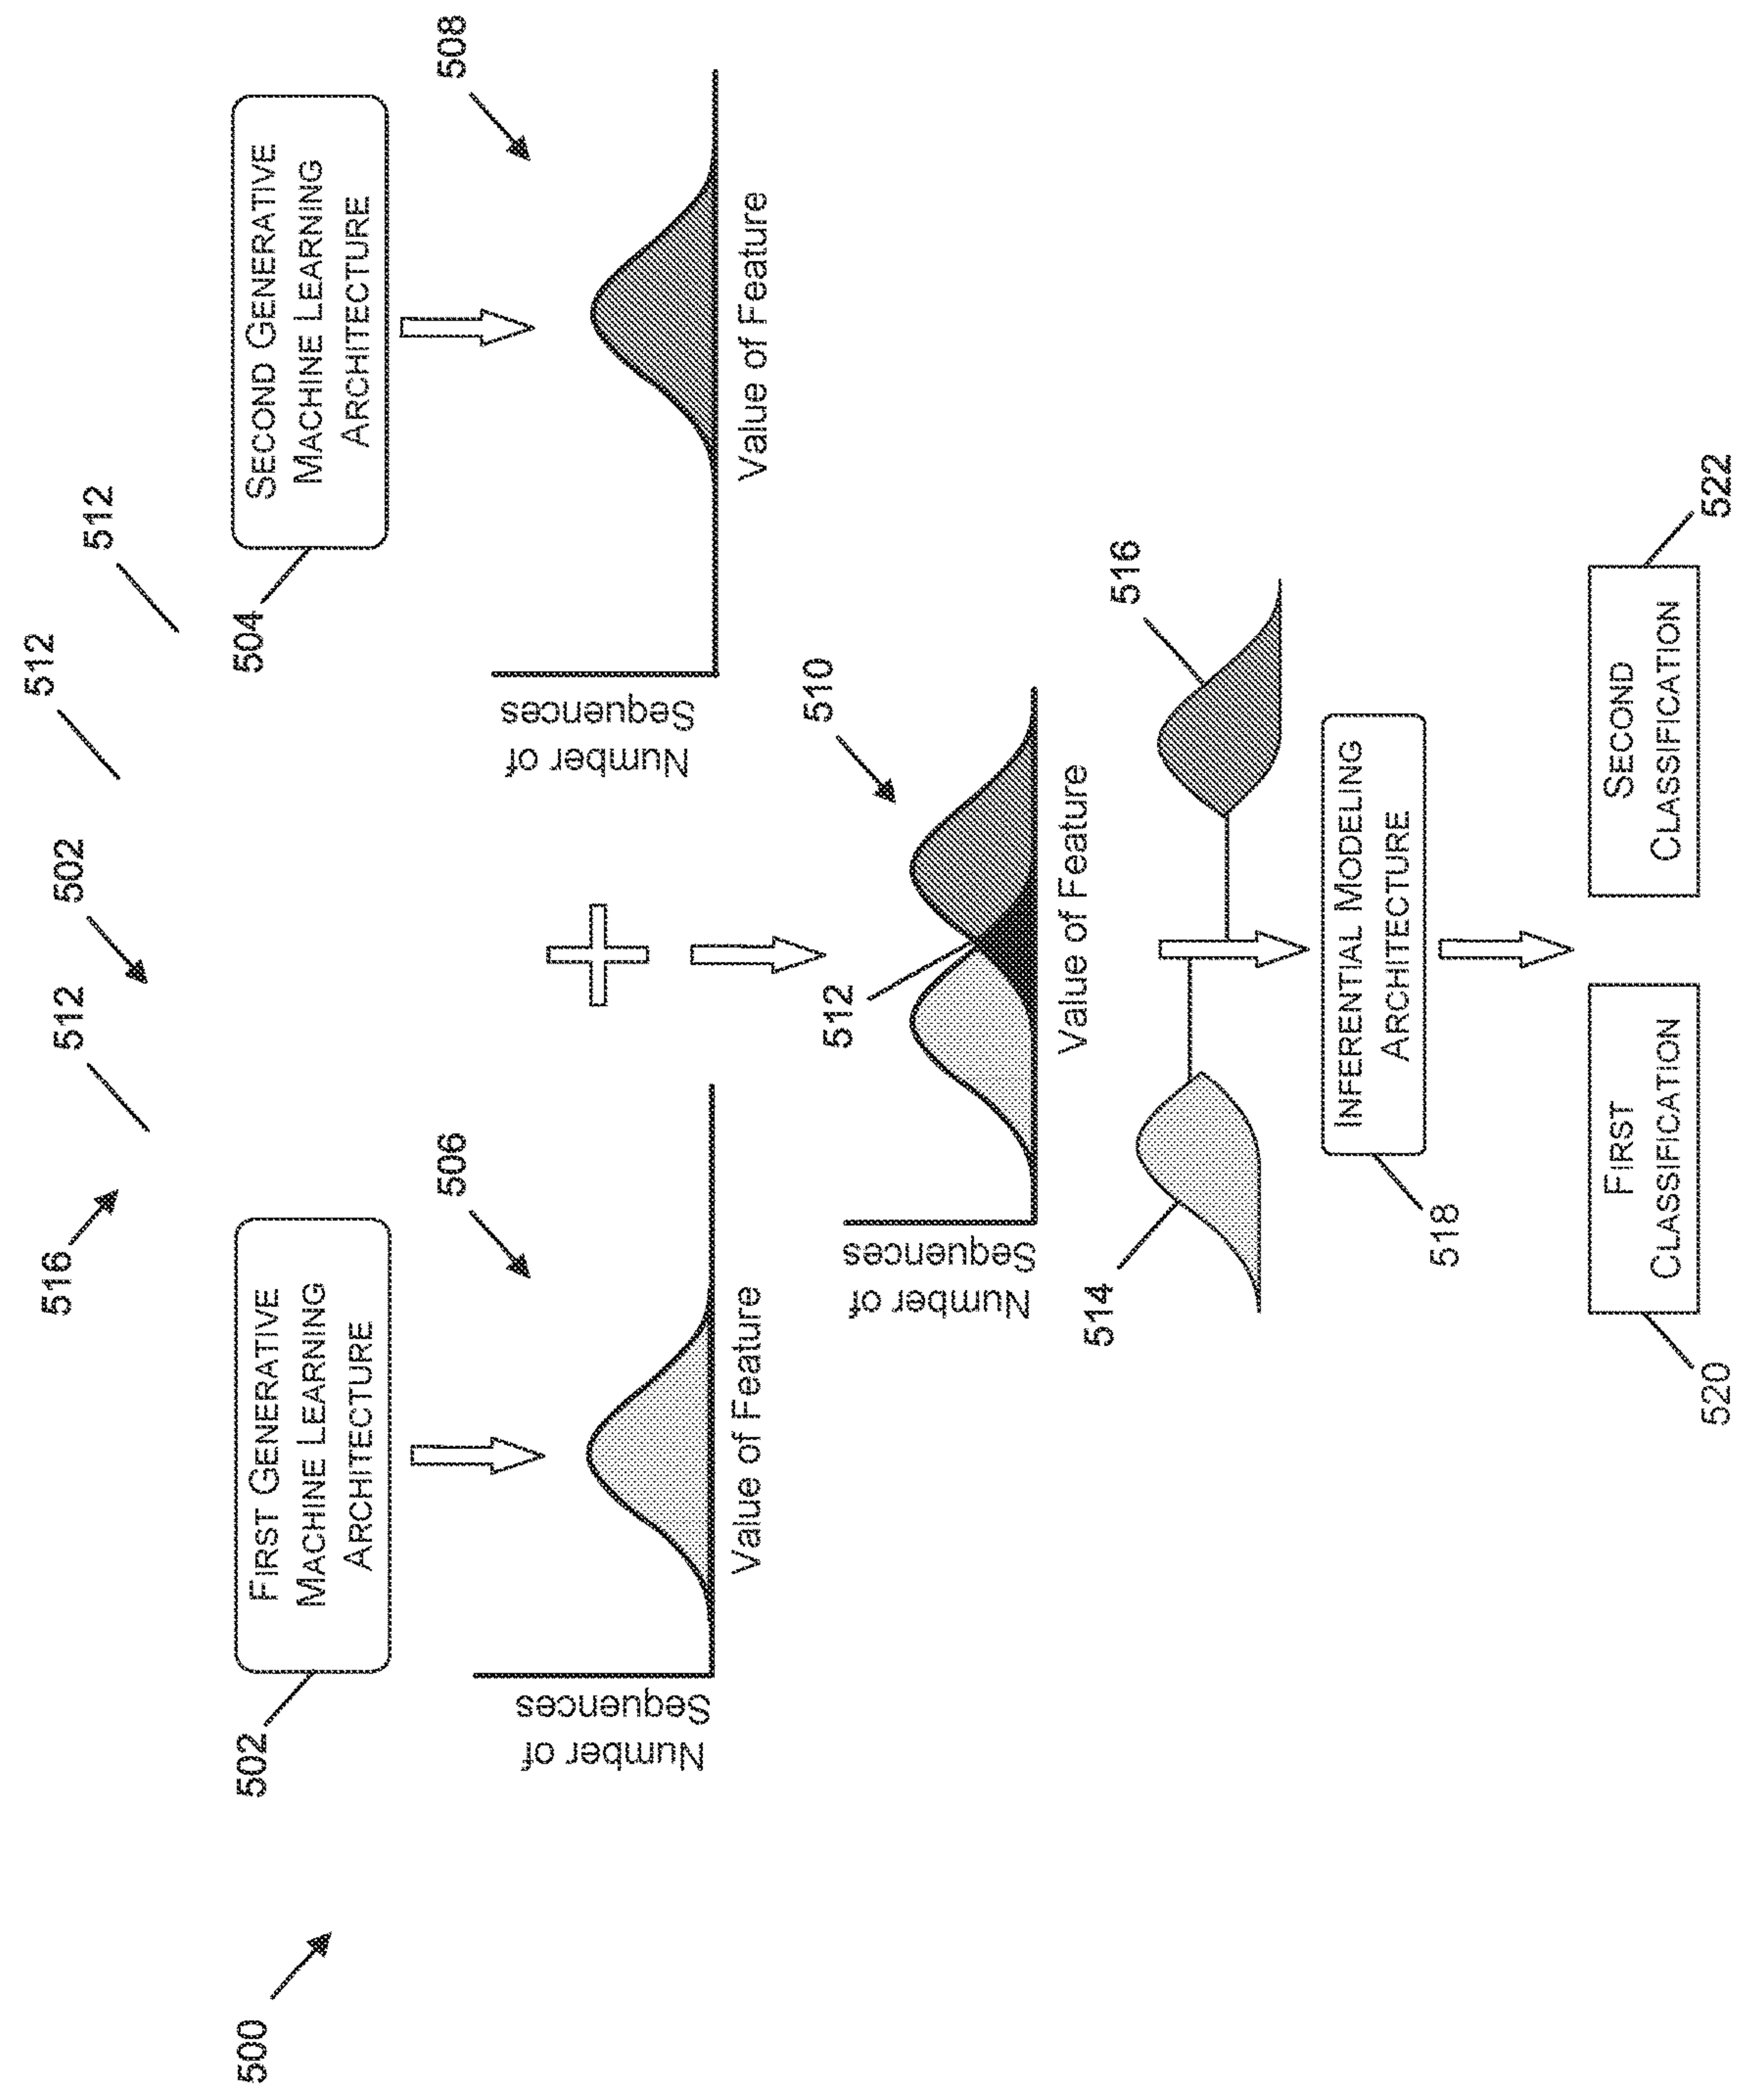 500
516
512
502
512
512
502
FIRST GENERATIVE
MACHINE LEARNING
ARCHITECTURE
504
SECOND GENERATIVE
MACHINE LEARNING
ARCHITECTURE
506
Number of
Sequences
Value of Feature
508
Number of
Sequences
Value of Feature
510
512
Number of
Sequences
Value of Feature
514
516
518
INFERENTIAL MODELING
ARCHITECTURE
520
FIRST
CLASSIFICATION
SECOND
CLASSIFICATION
522